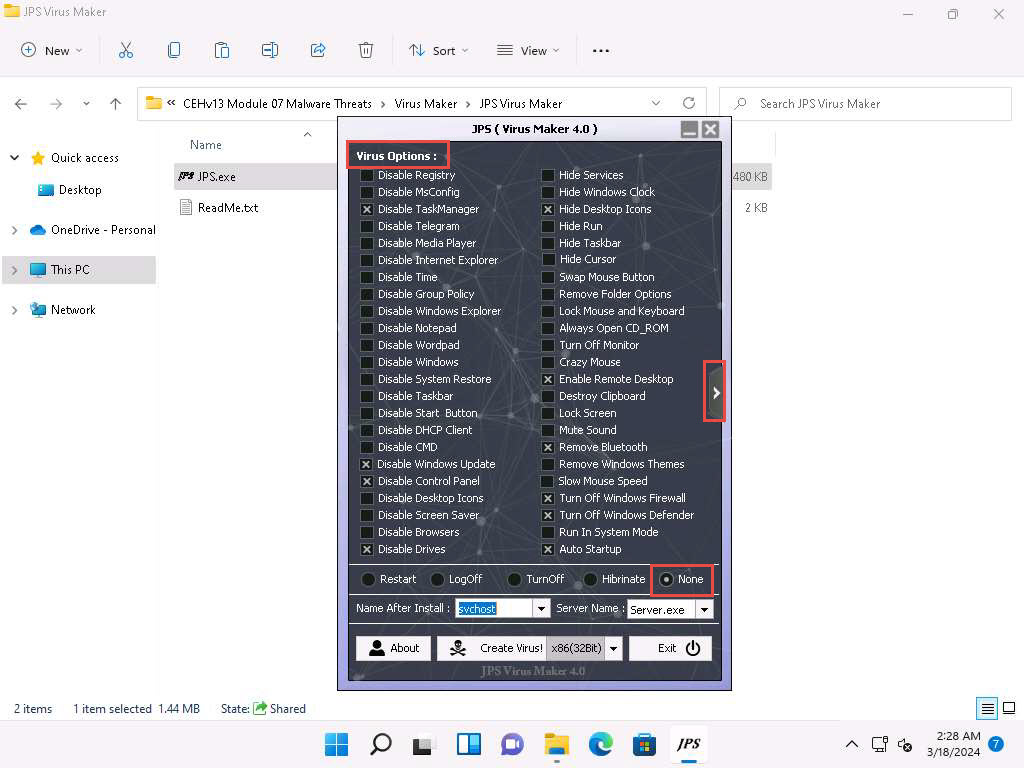 JPS Virus Maker
New
Sort
View
CEHv13 Module 07 Malware Threats
Virus Maker
JPS Virus Maker
Search JPS Virus Maker
Name
Quick access
Desktop
OneDrive - Personal
This PC
Network
JPS JPS.exe
480 KB
ReadMe.txt
2 KB
JPS ( Virus Maker 4.0 )
Virus Options :
Disable Registry
Disable MsConfig
Disable TaskManager
Disable Telegram
Disable Media Player
Disable Internet Explorer
Disable Time
Disable Group Policy
Disable Windows Explorer
Disable Notepad
Disable Wordpad
Disable Windows
Disable System Restore
Disable Taskbar
Disable Start Button
Disable DHCP Client
Disable CMD
Disable Windows Update
Disable Control Panel
Disable Desktop Icons
Disable Screen Saver
Disable Browsers
Disable Drives
Hide Services
Hide Windows Clock
Hide Desktop Icons
Hide Run
Hide Taskbar
Hide Cursor
Swap Mouse Button
Remove Folder Options
Lock Mouse and Keyboard
Always Open CD_ROM
Turn Off Monitor
Crazy Mouse
Enable Remote Desktop
Destroy Clipboard
Lock Screen
Mute Sound
Remove Bluetooth
Remove Windows Themes
Slow Mouse Speed
Turn Off Windows Firewall
Turn Off Windows Defender
Run In System Mode
Auto Startup
Restart LogOff TurnOff Hibrinate None
Name After Install : svchost Server Name : Server.exe
About Create Virus! x86(32Bit) Exit
JPS Virus Maker 4.0
2 items 1 item selected 1.44 MB State: Shared
JPS
2:28 AM
3/18/2024
7